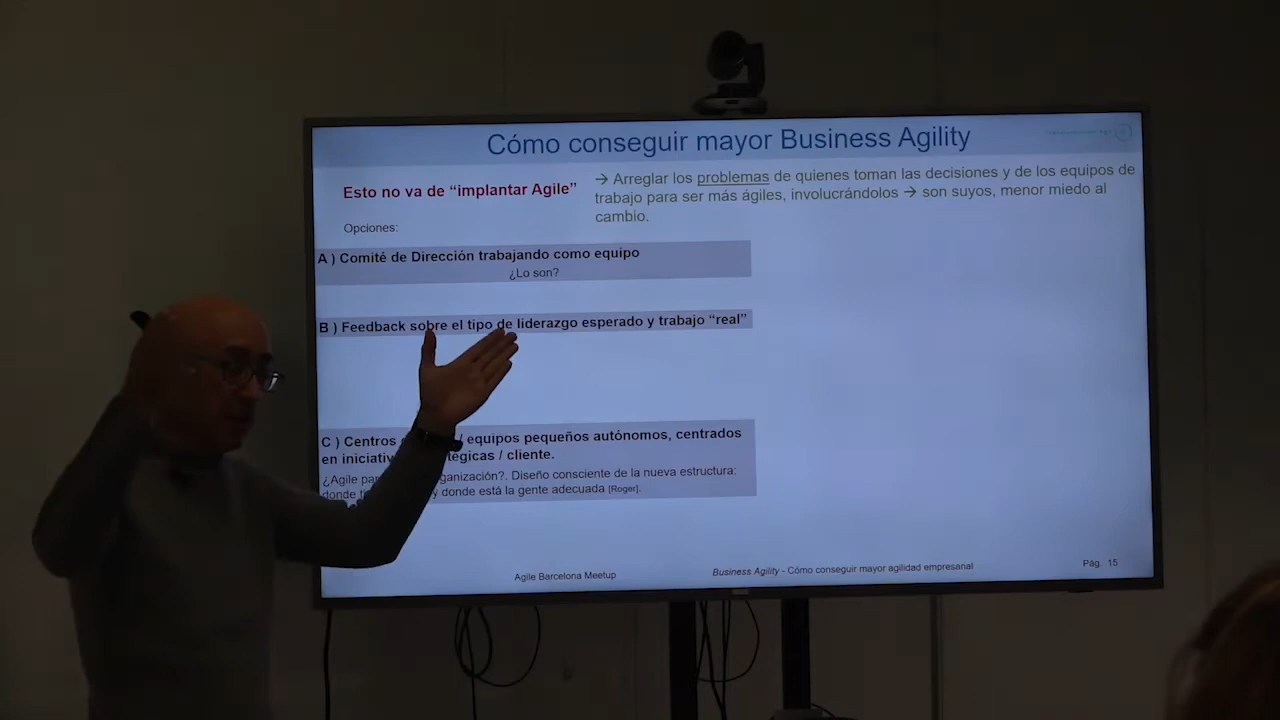 Cómo conseguir mayor Business Agility
Esto no va de “implantar Agile”
→ Arreglar los problemas de quienes toman las decisiones y de los equipos de
trabajo para ser más ágiles, involucrándolos → son suyos, menor miedo al
cambio.
Opciones:
A ) Comité de Dirección trabajando como equipo
¿Lo son?
B ) Feedback sobre el tipo de liderazgo esperado y trabajo “real”
C ) Centros / equipos pequeños autónomos, centrados
en / cliente.
¿Agile Diseño consciente de la nueva estructura:
donde y donde está la gente adecuada [Roger].
Agile Barcelona Meetup
Business Agility - Cómo conseguir mayor agilidad empresarial
Pág. 15